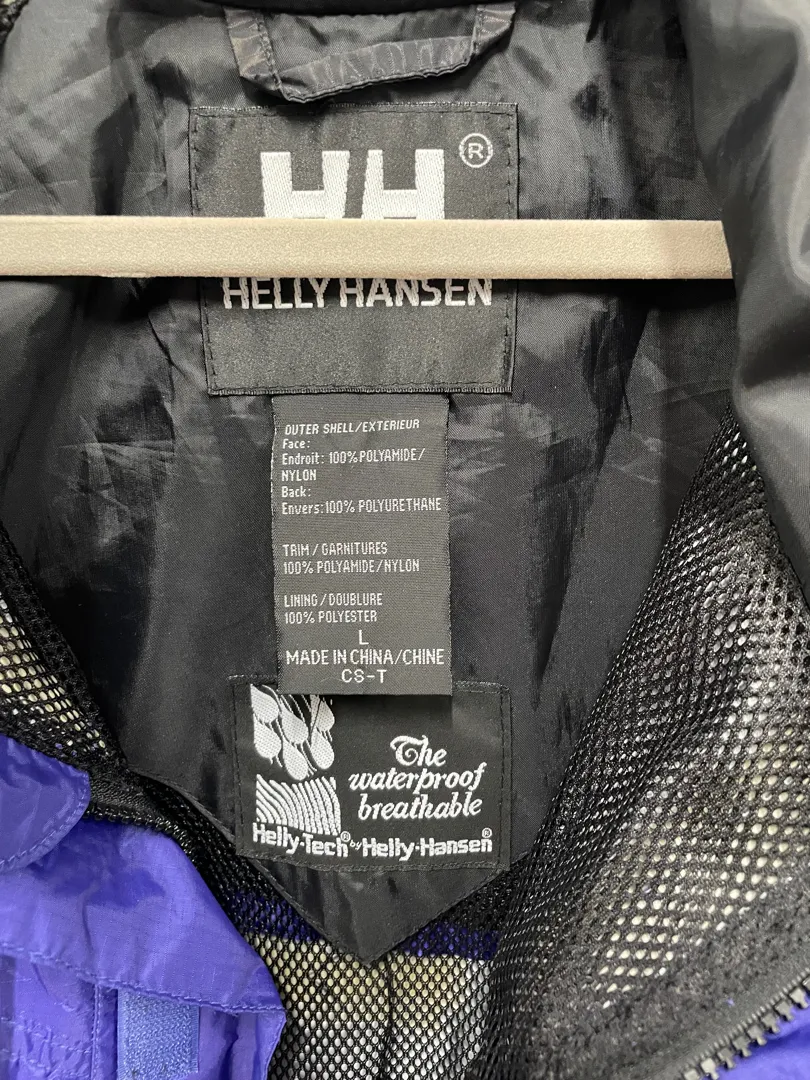 HH ®
HELLY HANSEN
OUTER SHELL/EXTERIEUR
Face:
Endroit: 100% POLYAMIDE/
NYLON
Back:
Envers: 100% POLYURETHANE
TRIM / GARNITURES
100% POLYAMIDE/NYLON
LINING / DOUBLURE
100% POLYESTER
L
MADE IN CHINA/CHINE
CS-T
The
waterproof
breathable
Helly·Tech® by Helly·Hansen®